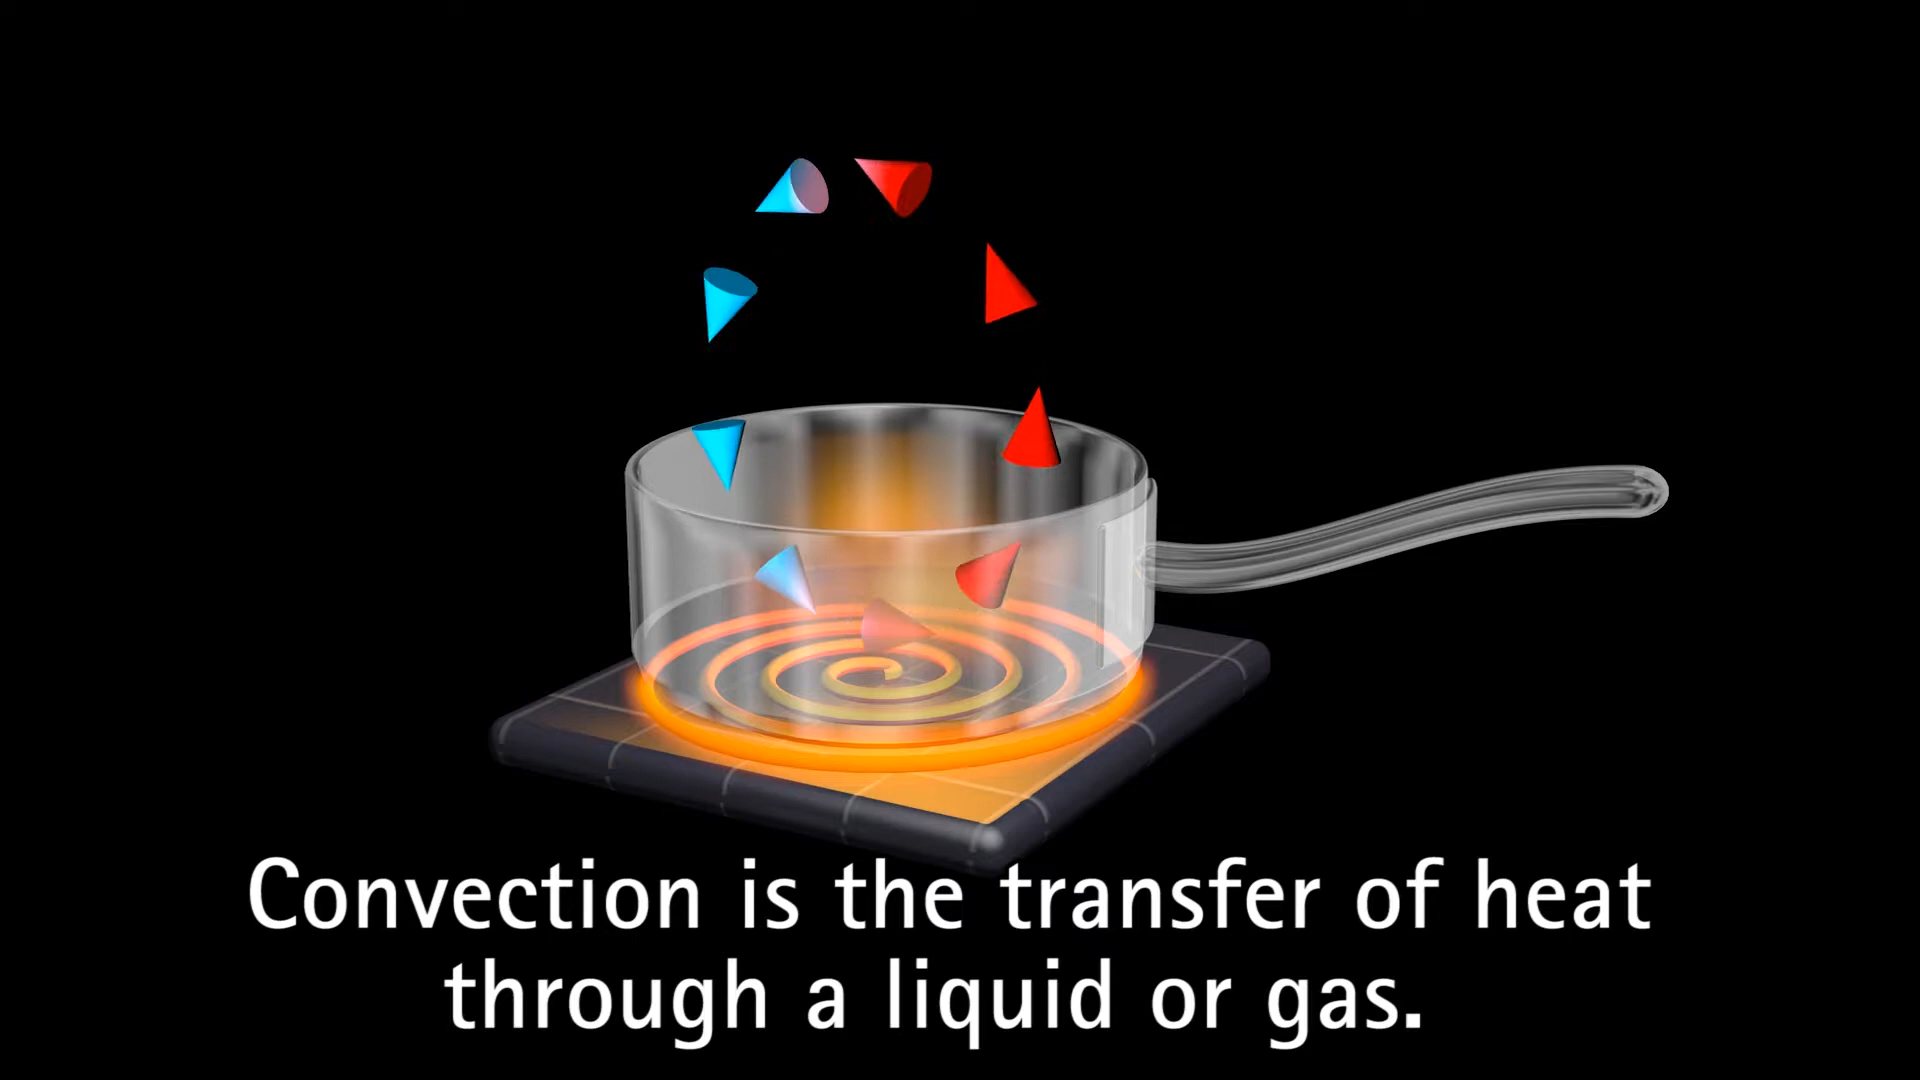 Convection is the transfer of heat
through a liquid or gas.